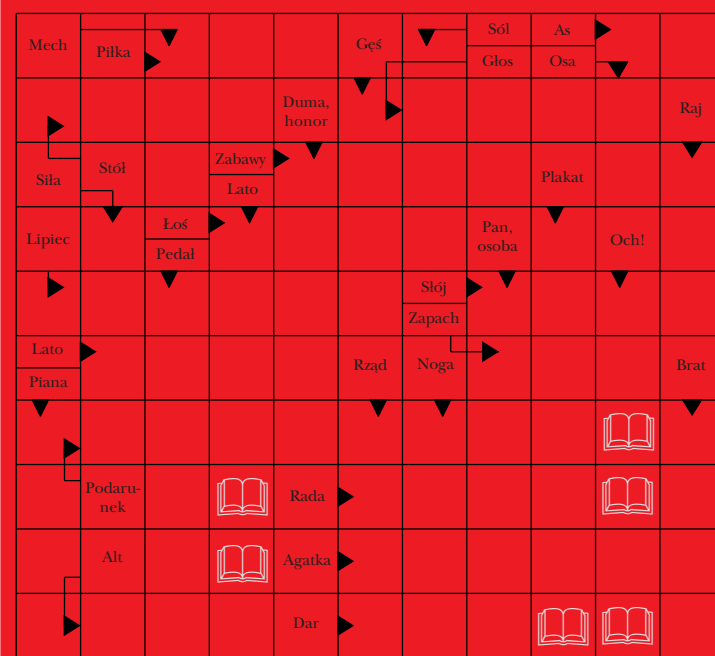 Mech
Piłka
Gęś
Sól
As
Głos
Osa
Duma,
honor
Raj
Siła
Stół
Zabawy
Lato
Plakat
Lipiec
Łoś
Pedał
Pan,
osoba
Och!
Słój
Zapach
Lato
Piana
Rząd
Noga
Brat
Podaru-
nek
Rada
Alt
Agatka
Dar